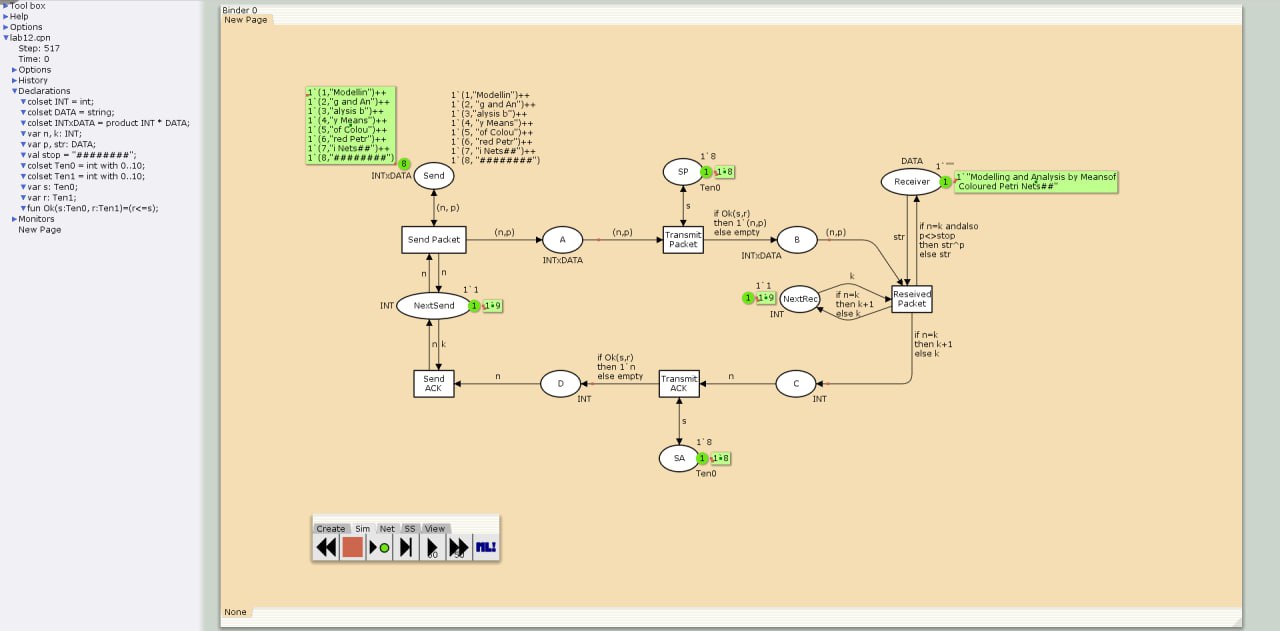 Tool box
Help
Options
lab12.cpn
Step: 517
Time: 0
Options
History
Declarations
colset INT = int;
colset DATA = string;
colset INTxDATA = product INT * DATA;
var n, k: INT;
var p, str: DATA;
val stop = "########";
colset Ten0 = int with 0..10;
colset Ten1 = int with 0..10;
var s: Ten0;
var r: Ten1;
fun Ok(s:Ten0, r:Ten1)=(r<=s);
Monitors
New Page
Binder 0
New Page
1`(1,"Modellin")++
1`(2,"g and An")++
1`(3,"alysis b")++
1`(4,"y Means")++
1`(5,"of Colou")++
1`(6,"red Petr")++
1`(7,"i Nets##")++
1`(8,"########")
1`(1,"Modellin")++
1`(2, "g and An")++
1`(3,"alysis b")++
1`(4, "y Means")++
1`(5, "of Colou")++
1`(6, "red Petr")++
1`(7, "i Nets##")++
1`(8, "########")
8
INTxDATA
Send
(n, p)
Send Packet
(n,p)
A
INTxDATA
(n,p)
1`8
SP
1
1`8
Ten0
s
Transmit
Packet
if Ok(s,r)
then 1`(n,p)
else empty
B
INTxDATA
(n,p)
DATA
1`""
Receiver
1
1`"Modelling and Analysis by Meansof
Coloured Petri Nets##"
str
if n=k andalso
p<>stop
then str^p
else str
n
n
1`1
INT
NextSend
1
1`9
1`1
1
1`9
NextRec
INT
k
if n=k
then k+1
else k
Reseived
Packet
if n=k
then k+1
else k
n
k
Send
ACK
n
D
INT
if Ok(s,r)
then 1`n
else empty
Transmit
ACK
n
C
INT
s
1`8
SA
1
1`8
Ten0
Create
Sim
Net
SS
View
50
50
ML!
None